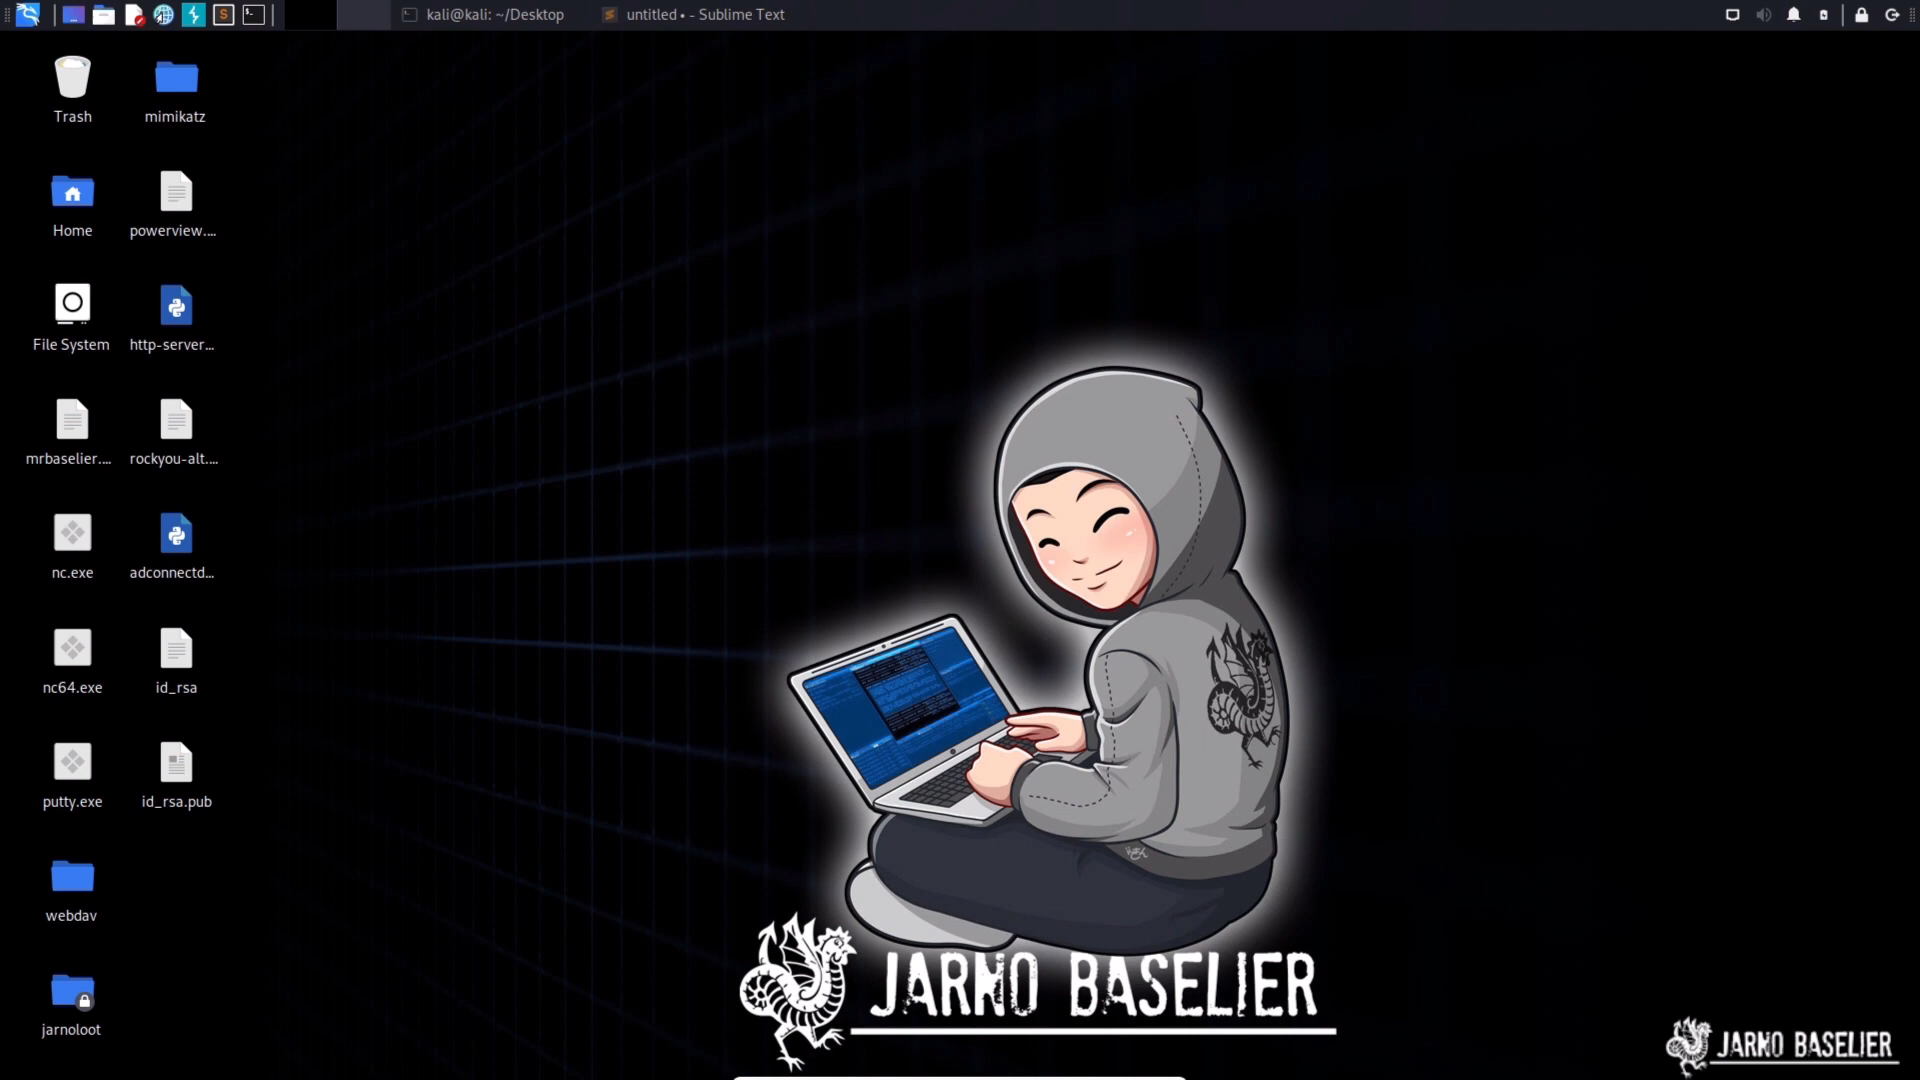 kali@kali: ~/Desktop
untitled • - Sublime Text
Trash
mimikatz
Home
powerview....
File System
http-server...
mrbaselier....
rockyou-alt....
nc.exe
adconnectd...
nc64.exe
id_rsa
putty.exe
id_rsa.pub
webdav
jarnoloot
JARNO BASELIER
JARNO BASELIER